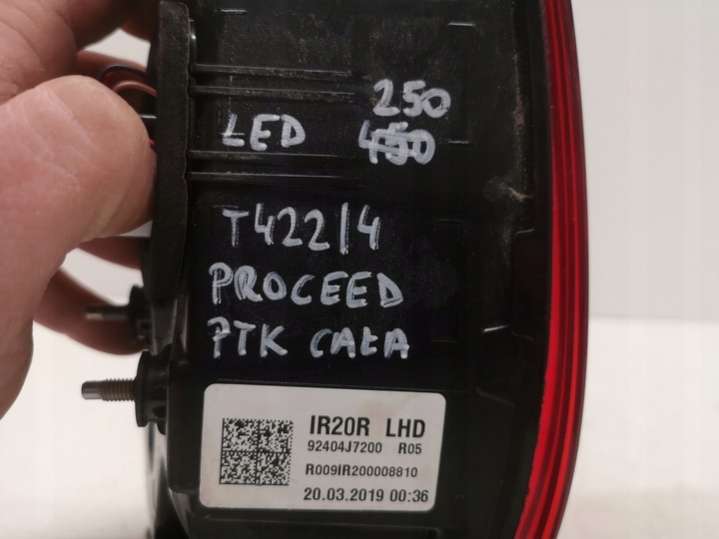 250
LED 450
T422/4
PROCEED
PTK CAŁA
IR20R LHD
92404J7200 R05
R009IR200008810
20.03.2019 00:36